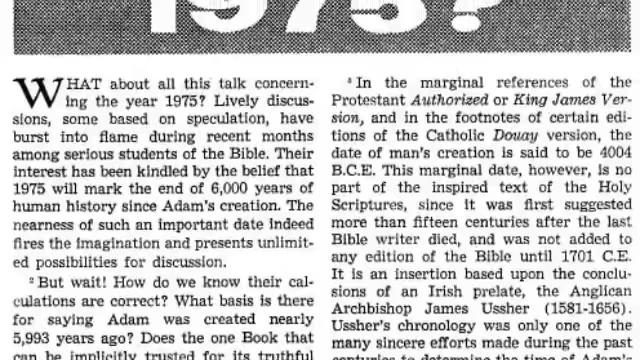 1975?
WHAT about all this talk concern-
ing the year 1975? Lively discus-
sions, some based on speculation, have
burst into flame during recent months
among serious students of the Bible. Their
interest has been kindled by the belief that
1975 will mark the end of 6,000 years of
human history since Adam's creation. The
nearness of such an important date indeed
fires the imagination and presents unlimit-
ed possibilities for discussion.
² But wait! How do we know their cal-
culations are correct? What basis is there
for saying Adam was created nearly
5,993 years ago? Does the one Book that
can be implicitly trusted for its truthful
³ In the marginal references of the
Protestant Authorized or King James Ver-
sion, and in the footnotes of certain edi-
tions of the Catholic Douay version, the
date of man's creation is said to be 4004
B.C.E. This marginal date, however, is no
part of the inspired text of the Holy
Scriptures, since it was first suggested
more than fifteen centuries after the last
Bible writer died, and was not added to
any edition of the Bible until 1701 C.E.
It is an insertion based upon the conclu-
sions of an Irish prelate, the Anglican
Archbishop James Ussher (1581-1656).
Ussher's chronology was only one of the
many sincere efforts made during the past
centuries to determine the time of Adam's